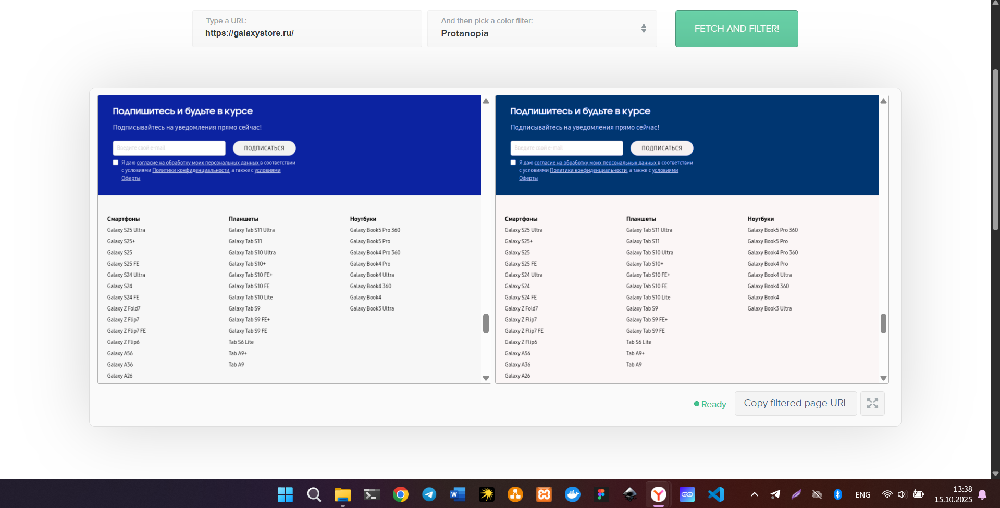 Type a URL:
https://galaxystore.ru/
And then pick a color filter:
Protanopia
FETCH AND FILTER!
Подпишитесь и будьте в курсе
Подписывайтесь на уведомления прямо сейчас!
Введите свой e-mail
ПОДПИСАТЬСЯ
Я даю согласие на обработку моих персональных данных в соответствии
с условиями Политики конфиденциальности, а также с условиями
Оферты
Смартфоны
Galaxy S25 Ultra
Galaxy S25+
Galaxy S25
Galaxy S25 FE
Galaxy S24 Ultra
Galaxy S24
Galaxy S24 FE
Galaxy Z Fold7
Galaxy Z Flip7
Galaxy Z Flip7 FE
Galaxy Z Flip6
Galaxy A56
Galaxy A36
Galaxy A26
Планшеты
Galaxy Tab S11 Ultra
Galaxy Tab S11
Galaxy Tab S10 Ultra
Galaxy Tab S10+
Galaxy Tab S10 FE+
Galaxy Tab S10 FE
Galaxy Tab S10 Lite
Galaxy Tab S9
Galaxy Tab S9 FE+
Galaxy Tab S9 FE
Tab S6 Lite
Tab A9+
Tab A9
Ноутбуки
Galaxy Book5 Pro 360
Galaxy Book5 Pro
Galaxy Book4 Pro 360
Galaxy Book4 Pro
Galaxy Book4 Ultra
Galaxy Book4 360
Galaxy Book4
Galaxy Book3 Ultra
Подпишитесь и будьте в курсе
Подписывайтесь на уведомления прямо сейчас!
Введите свой e-mail
ПОДПИСАТЬСЯ
Я даю согласие на обработку моих персональных данных в соответствии
с условиями Политики конфиденциальности, а также с условиями
Оферты
Смартфоны
Galaxy S25 Ultra
Galaxy S25+
Galaxy S25
Galaxy S25 FE
Galaxy S24 Ultra
Galaxy S24
Galaxy S24 FE
Galaxy Z Fold7
Galaxy Z Flip7
Galaxy Z Flip7 FE
Galaxy Z Flip6
Galaxy A56
Galaxy A36
Galaxy A26
Планшеты
Galaxy Tab S11 Ultra
Galaxy Tab S11
Galaxy Tab S10 Ultra
Galaxy Tab S10+
Galaxy Tab S10 FE+
Galaxy Tab S10 FE
Galaxy Tab S10 Lite
Galaxy Tab S9
Galaxy Tab S9 FE+
Galaxy Tab S9 FE
Tab S6 Lite
Tab A9+
Tab A9
Ноутбуки
Galaxy Book5 Pro 360
Galaxy Book5 Pro
Galaxy Book4 Pro 360
Galaxy Book4 Pro
Galaxy Book4 Ultra
Galaxy Book4 360
Galaxy Book4
Galaxy Book3 Ultra
Ready
Copy filtered page URL
ENG
13:38
15.10.2025